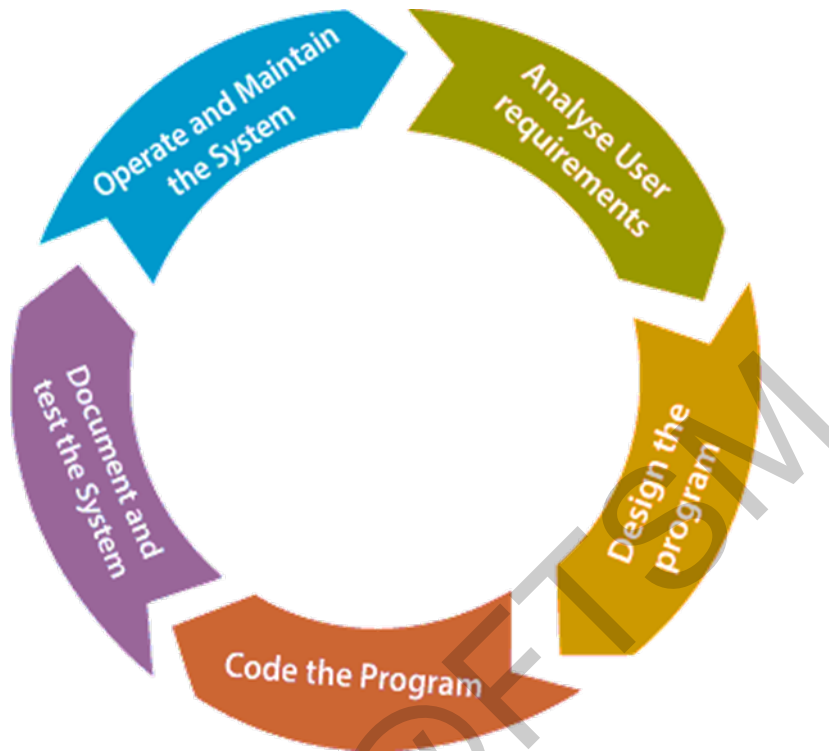 Operate and Maintain
the System
Analyse User
requirements
Design the
program
Code the Program
Document and
test the System
@FTSM